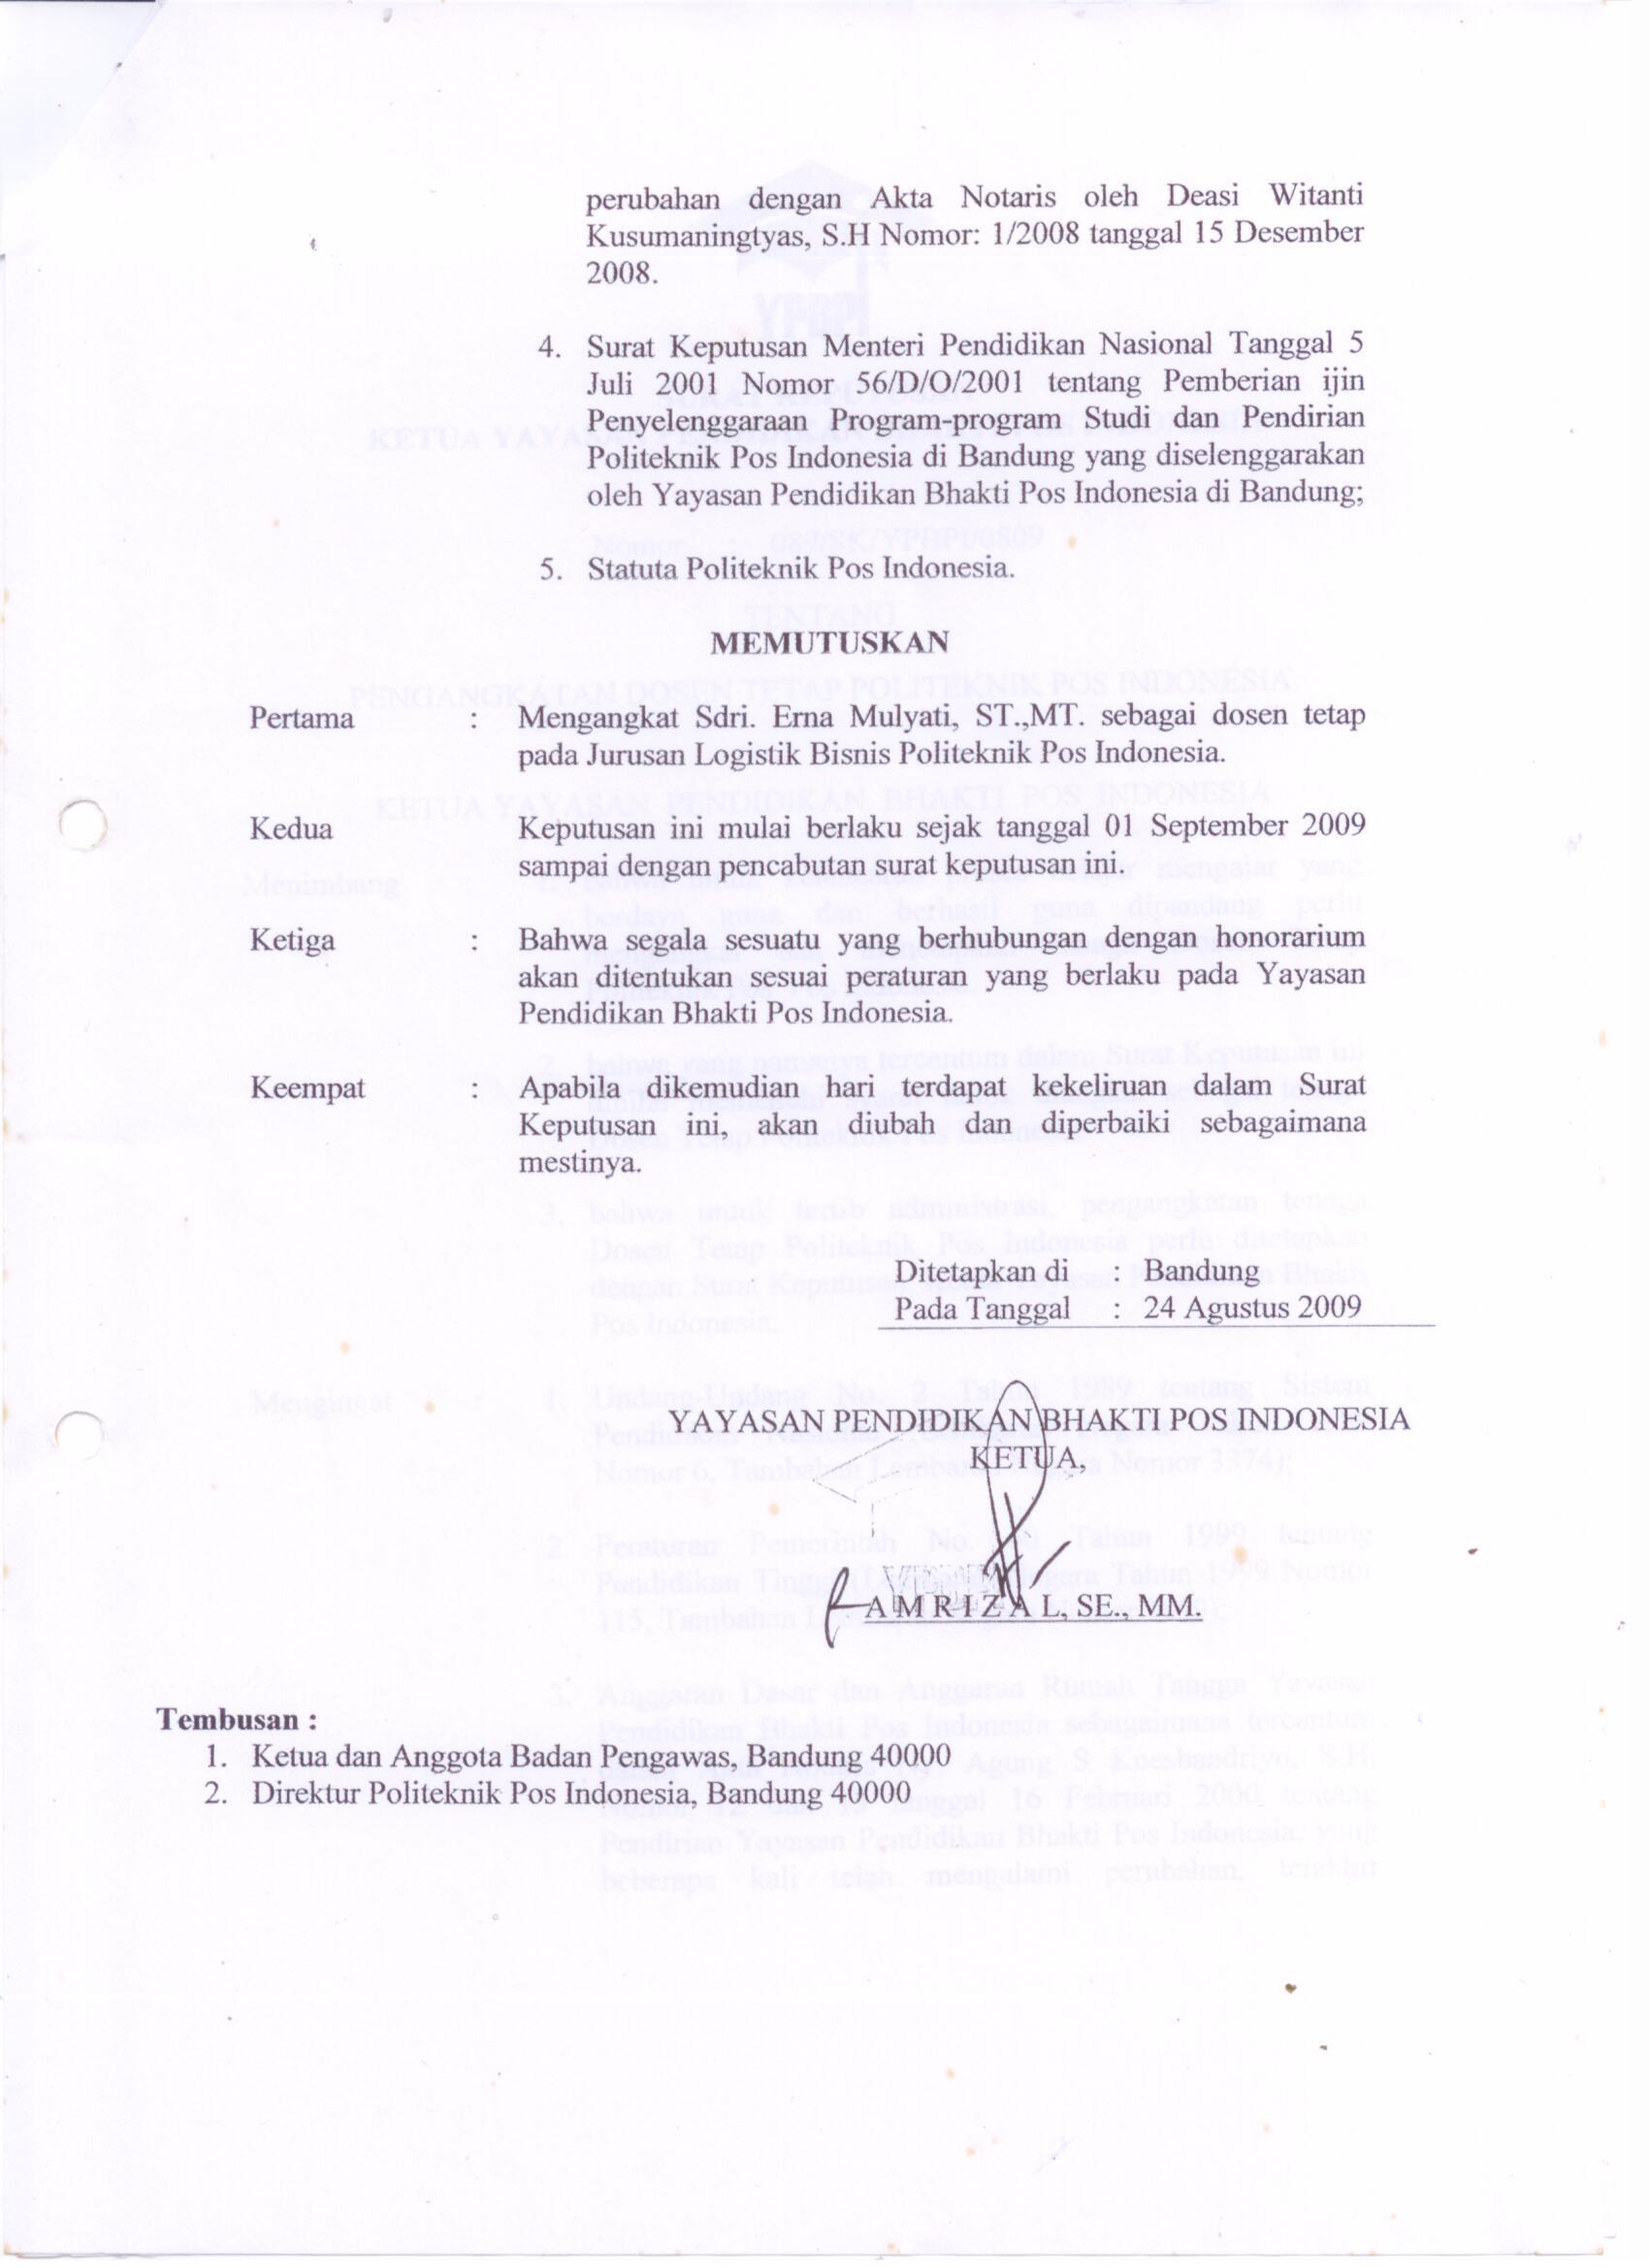 perubahan dengan Akta Notaris oleh Deasi Witanti
Kusumaningtyas, S.H Nomor: 1/2008 tanggal 15 Desember
2008.
4. Surat Keputusan Menteri Pendidikan Nasional Tanggal 5
Juli 2001 Nomor 56/D/O/2001 tentang Pemberian ijin
Penyelenggaraan Program-program Studi dan Pendirian
Politeknik Pos Indonesia di Bandung yang diselenggarakan
oleh Yayasan Pendidikan Bhakti Pos Indonesia di Bandung;
5. Statuta Politeknik Pos Indonesia.
MEMUTUSKAN
Pertama : Mengangkat Sdri. Erna Mulyati, ST.,MT. sebagai dosen tetap
pada Jurusan Logistik Bisnis Politeknik Pos Indonesia.
Kedua Keputusan ini mulai berlaku sejak tanggal 01 September 2009
sampai dengan pencabutan surat keputusan ini.
Ketiga : Bahwa segala sesuatu yang berhubungan dengan honorarium
akan ditentukan sesuai peraturan yang berlaku pada Yayasan
Pendidikan Bhakti Pos Indonesia.
Keempat : Apabila dikemudian hari terdapat kekeliruan dalam Surat
Keputusan ini, akan diubah dan diperbaiki sebagaimana
mestinya.
Ditetapkan di : Bandung
Pada Tanggal : 24 Agustus 2009
YAYASAN PENDIDIKAN BHAKTI POS INDONESIA
KETUA,
A M R I Z A L, SE., MM.
Tembusan :
1. Ketua dan Anggota Badan Pengawas, Bandung 40000
2. Direktur Politeknik Pos Indonesia, Bandung 40000